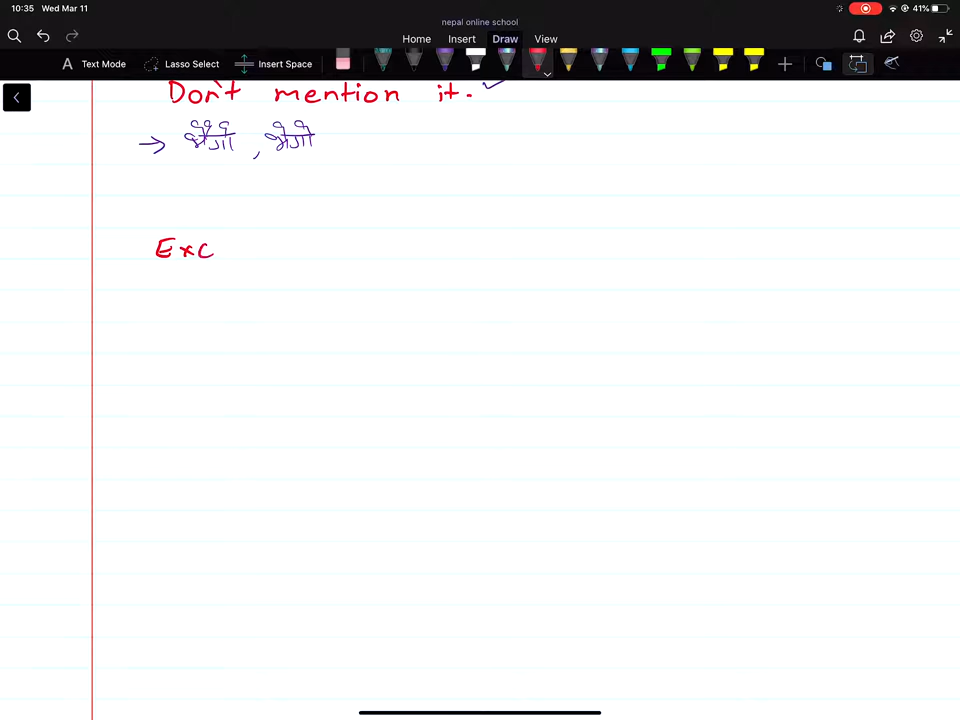 10:35 Wed Mar 11
41%
nepal online school
Home Insert Draw View
A Text Mode Lasso Select Insert Space
Don't mention it.
→ ,
Exc